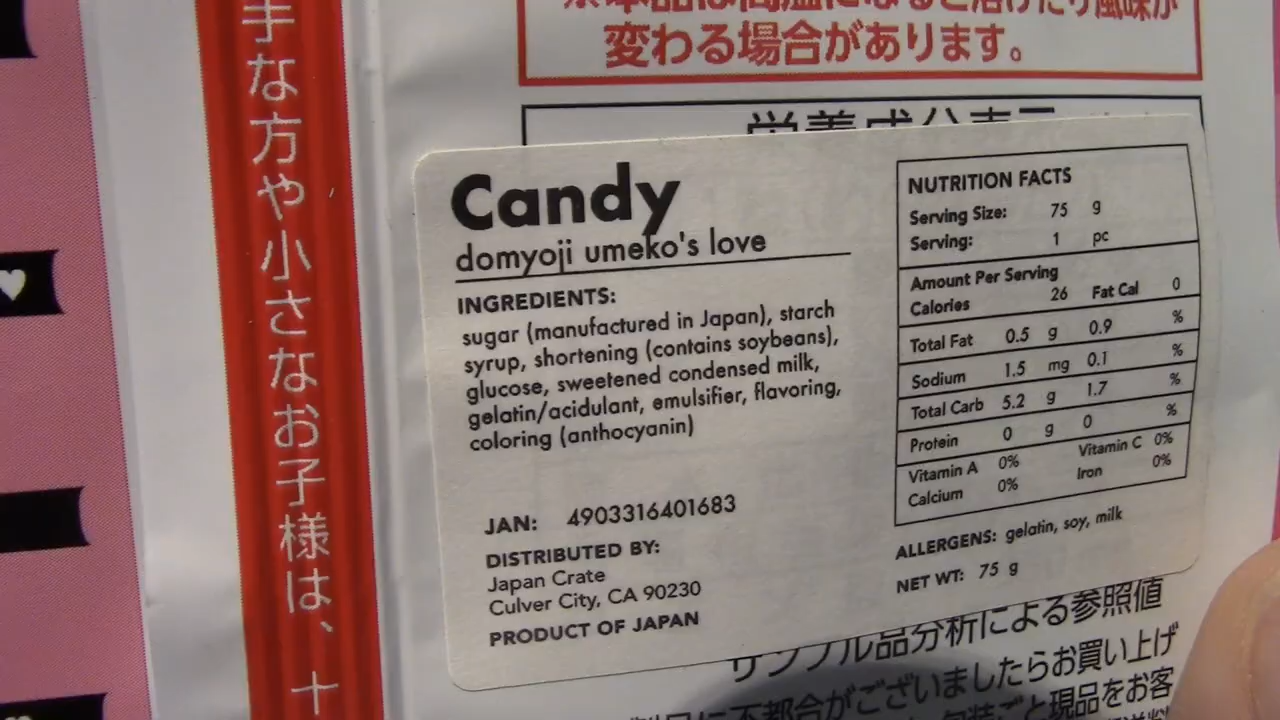 手な方や小さなお子様は、十
変わる場合があります。
Candy
domyoji umeko's love
INGREDIENTS:
sugar (manufactured in Japan), starch
syrup, shortening (contains soybeans),
glucose, sweetened condensed milk,
gelatin/acidulant, emulsifier, flavoring,
coloring (anthocyanin)
JAN: 4903316401683
DISTRIBUTED BY:
Japan Crate
Culver City, CA 90230
PRODUCT OF JAPAN
NUTRITION FACTS
Serving Size: 75 g
Serving: 1 pc
Amount Per Serving
Calories 26 Fat Cal 0
Total Fat 0.5 g 0.9 %
Sodium 1.5 mg 0.1 %
Total Carb 5.2 g 1.7 %
Protein 0 g 0 %
Vitamin A 0% Vitamin C 0%
Calcium 0% Iron 0%
ALLERGENS: gelatin, soy, milk
NET WT: 75 g
サンプル品分析による参照値
不都合がございましたらお買い上げ
現品をお客